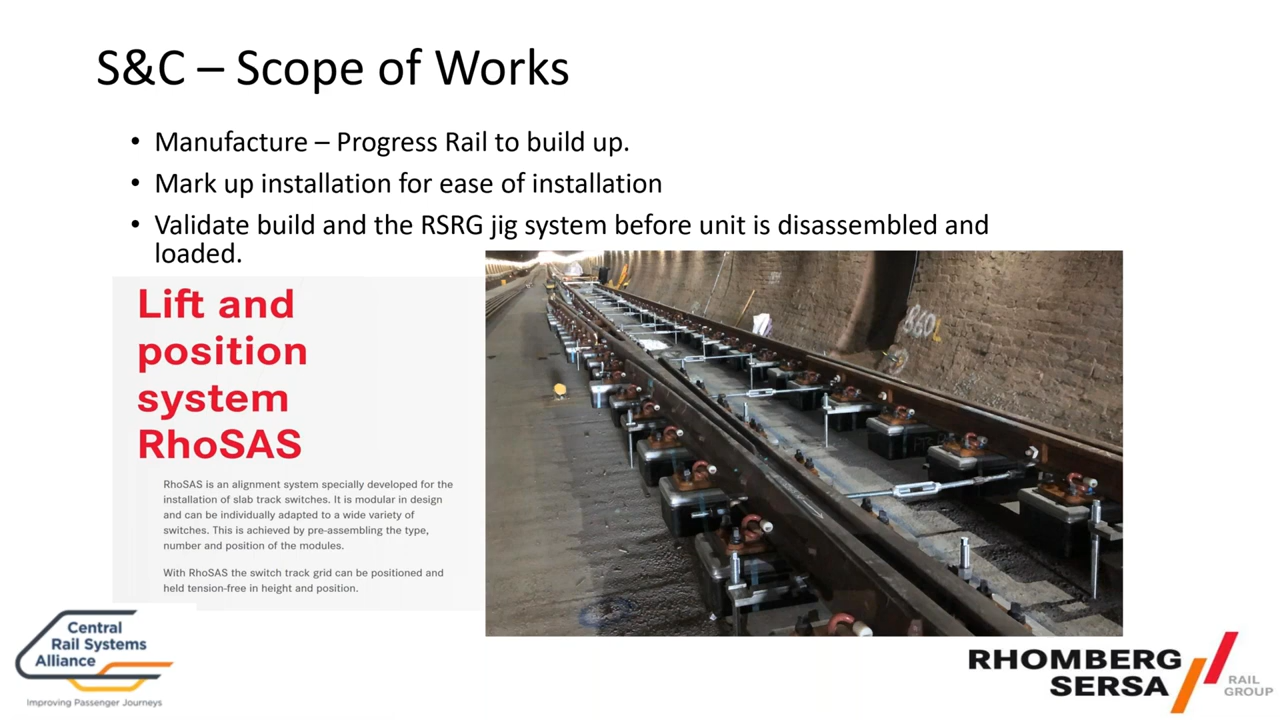 S&C – Scope of Works
• Manufacture – Progress Rail to build up.
• Mark up installation for ease of installation
• Validate build and the RSRG jig system before unit is disassembled and
loaded.
Lift and
position
system
RhoSAS
RhoSAS is an alignment system specially developed for the
installation of slab track switches. It is modular in design
and can be individually adapted to a wide variety of
switches. This is achieved by pre-assembling the type,
number and position of the modules.
With RhoSAS the switch track grid can be positioned and
held tension-free in height and position.
860
Central
Rail Systems
Alliance
Improving Passenger Journeys
RHOMBERG
SERSA
RAIL
GROUP